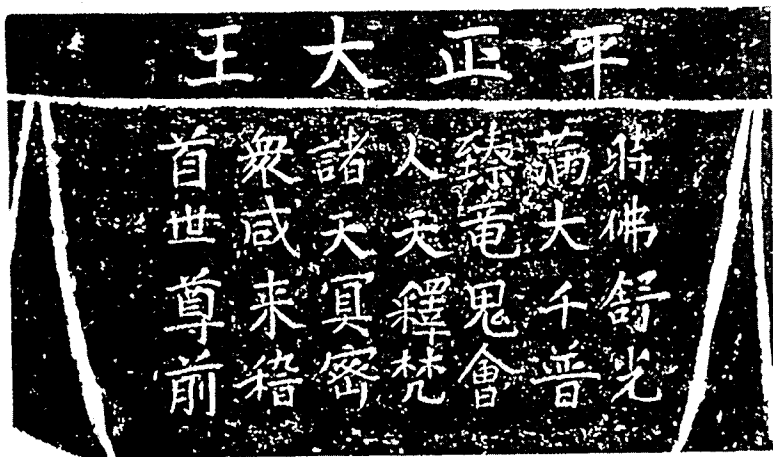 平正大王
時佛舒光
滿大千普
臻竜鬼會
人天釋梵
諸天冥密
衆咸来稽
首世尊前